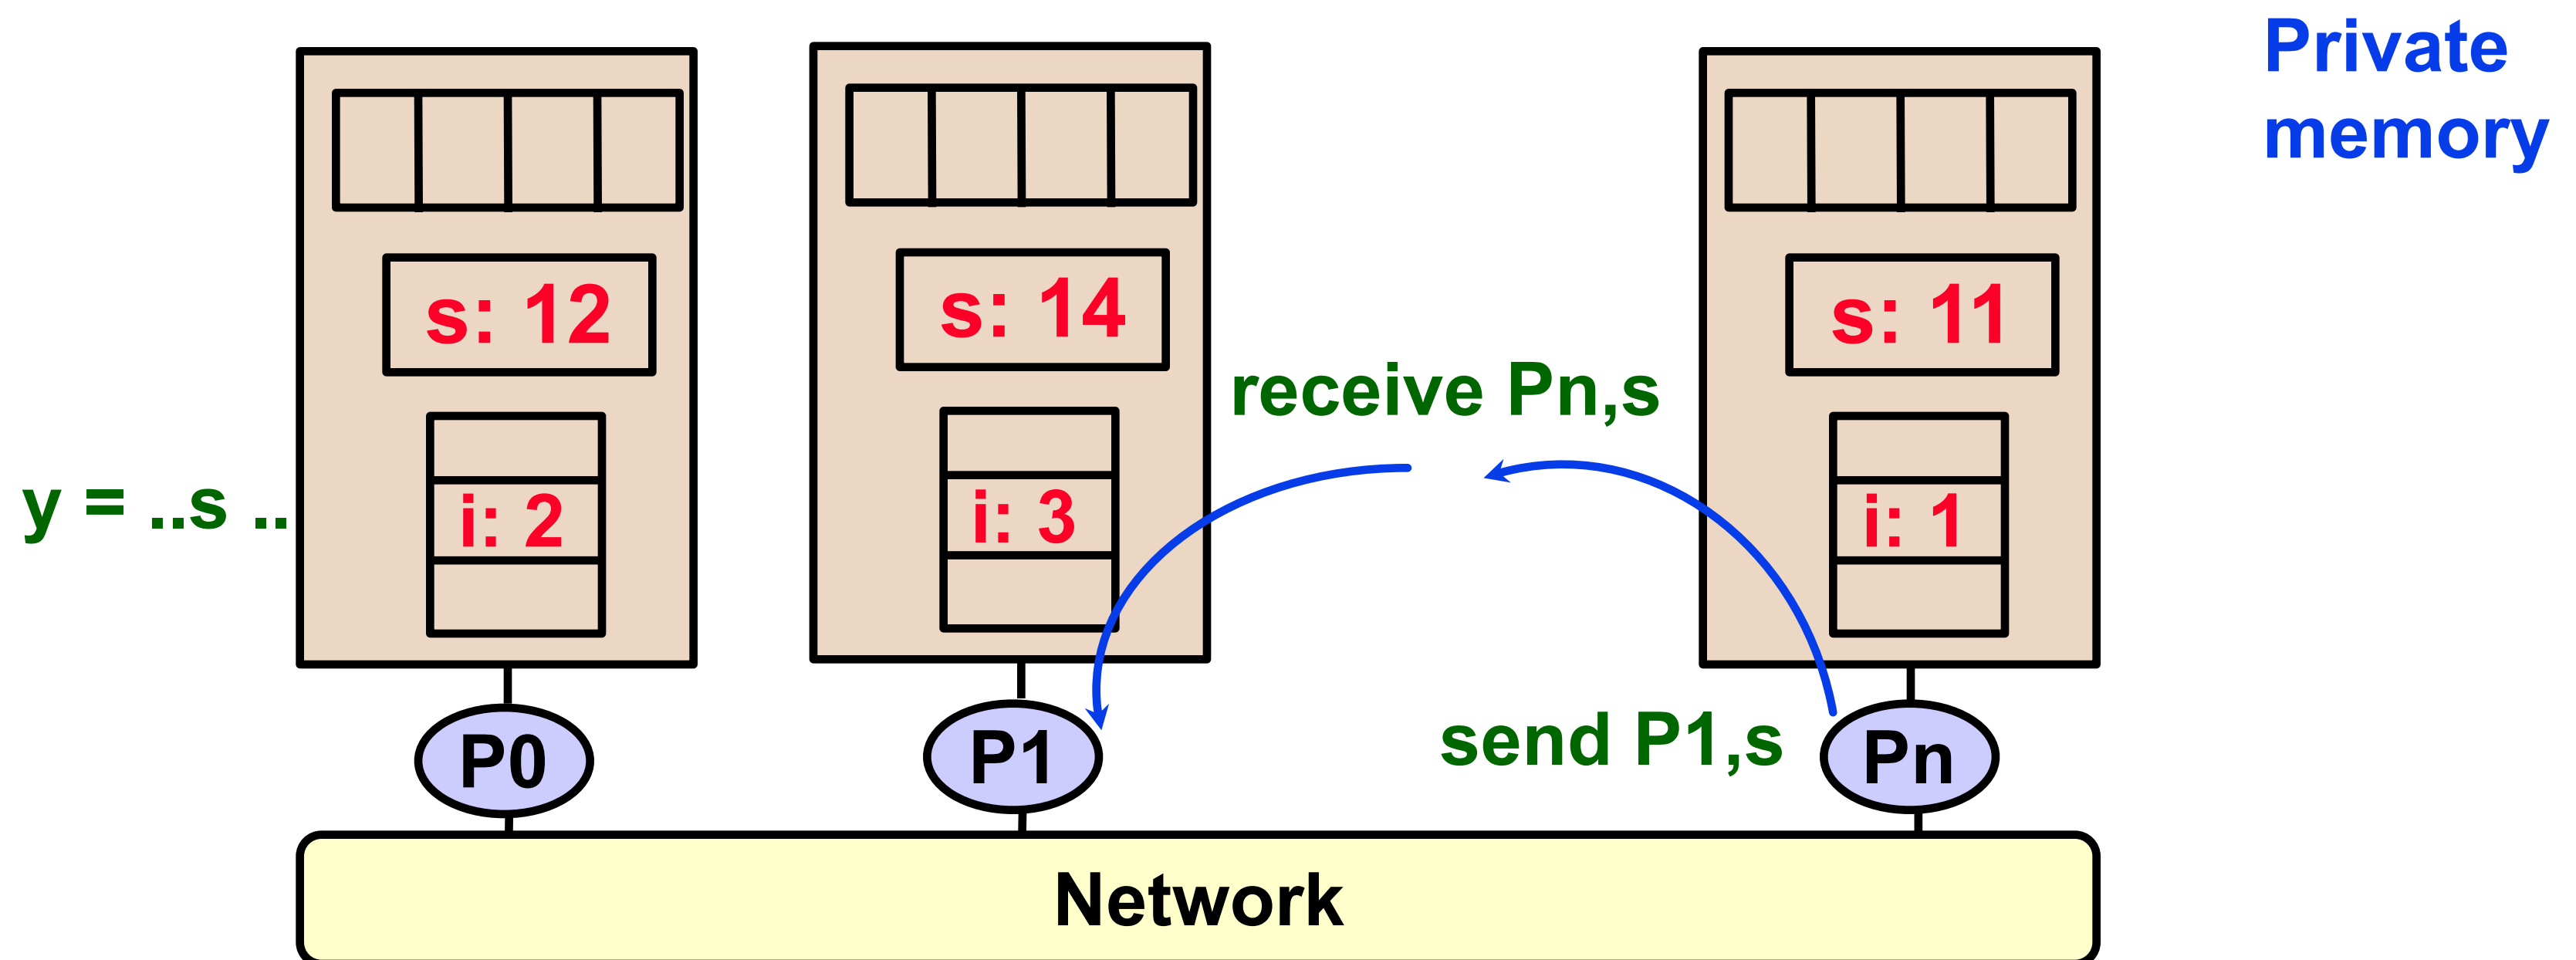 Private
memory
s: 12
s: 14
s: 11
receive Pn,s
y = ..s ..
i: 2
i: 3
i: 1
send P1,s
P0
P1
Pn
Network